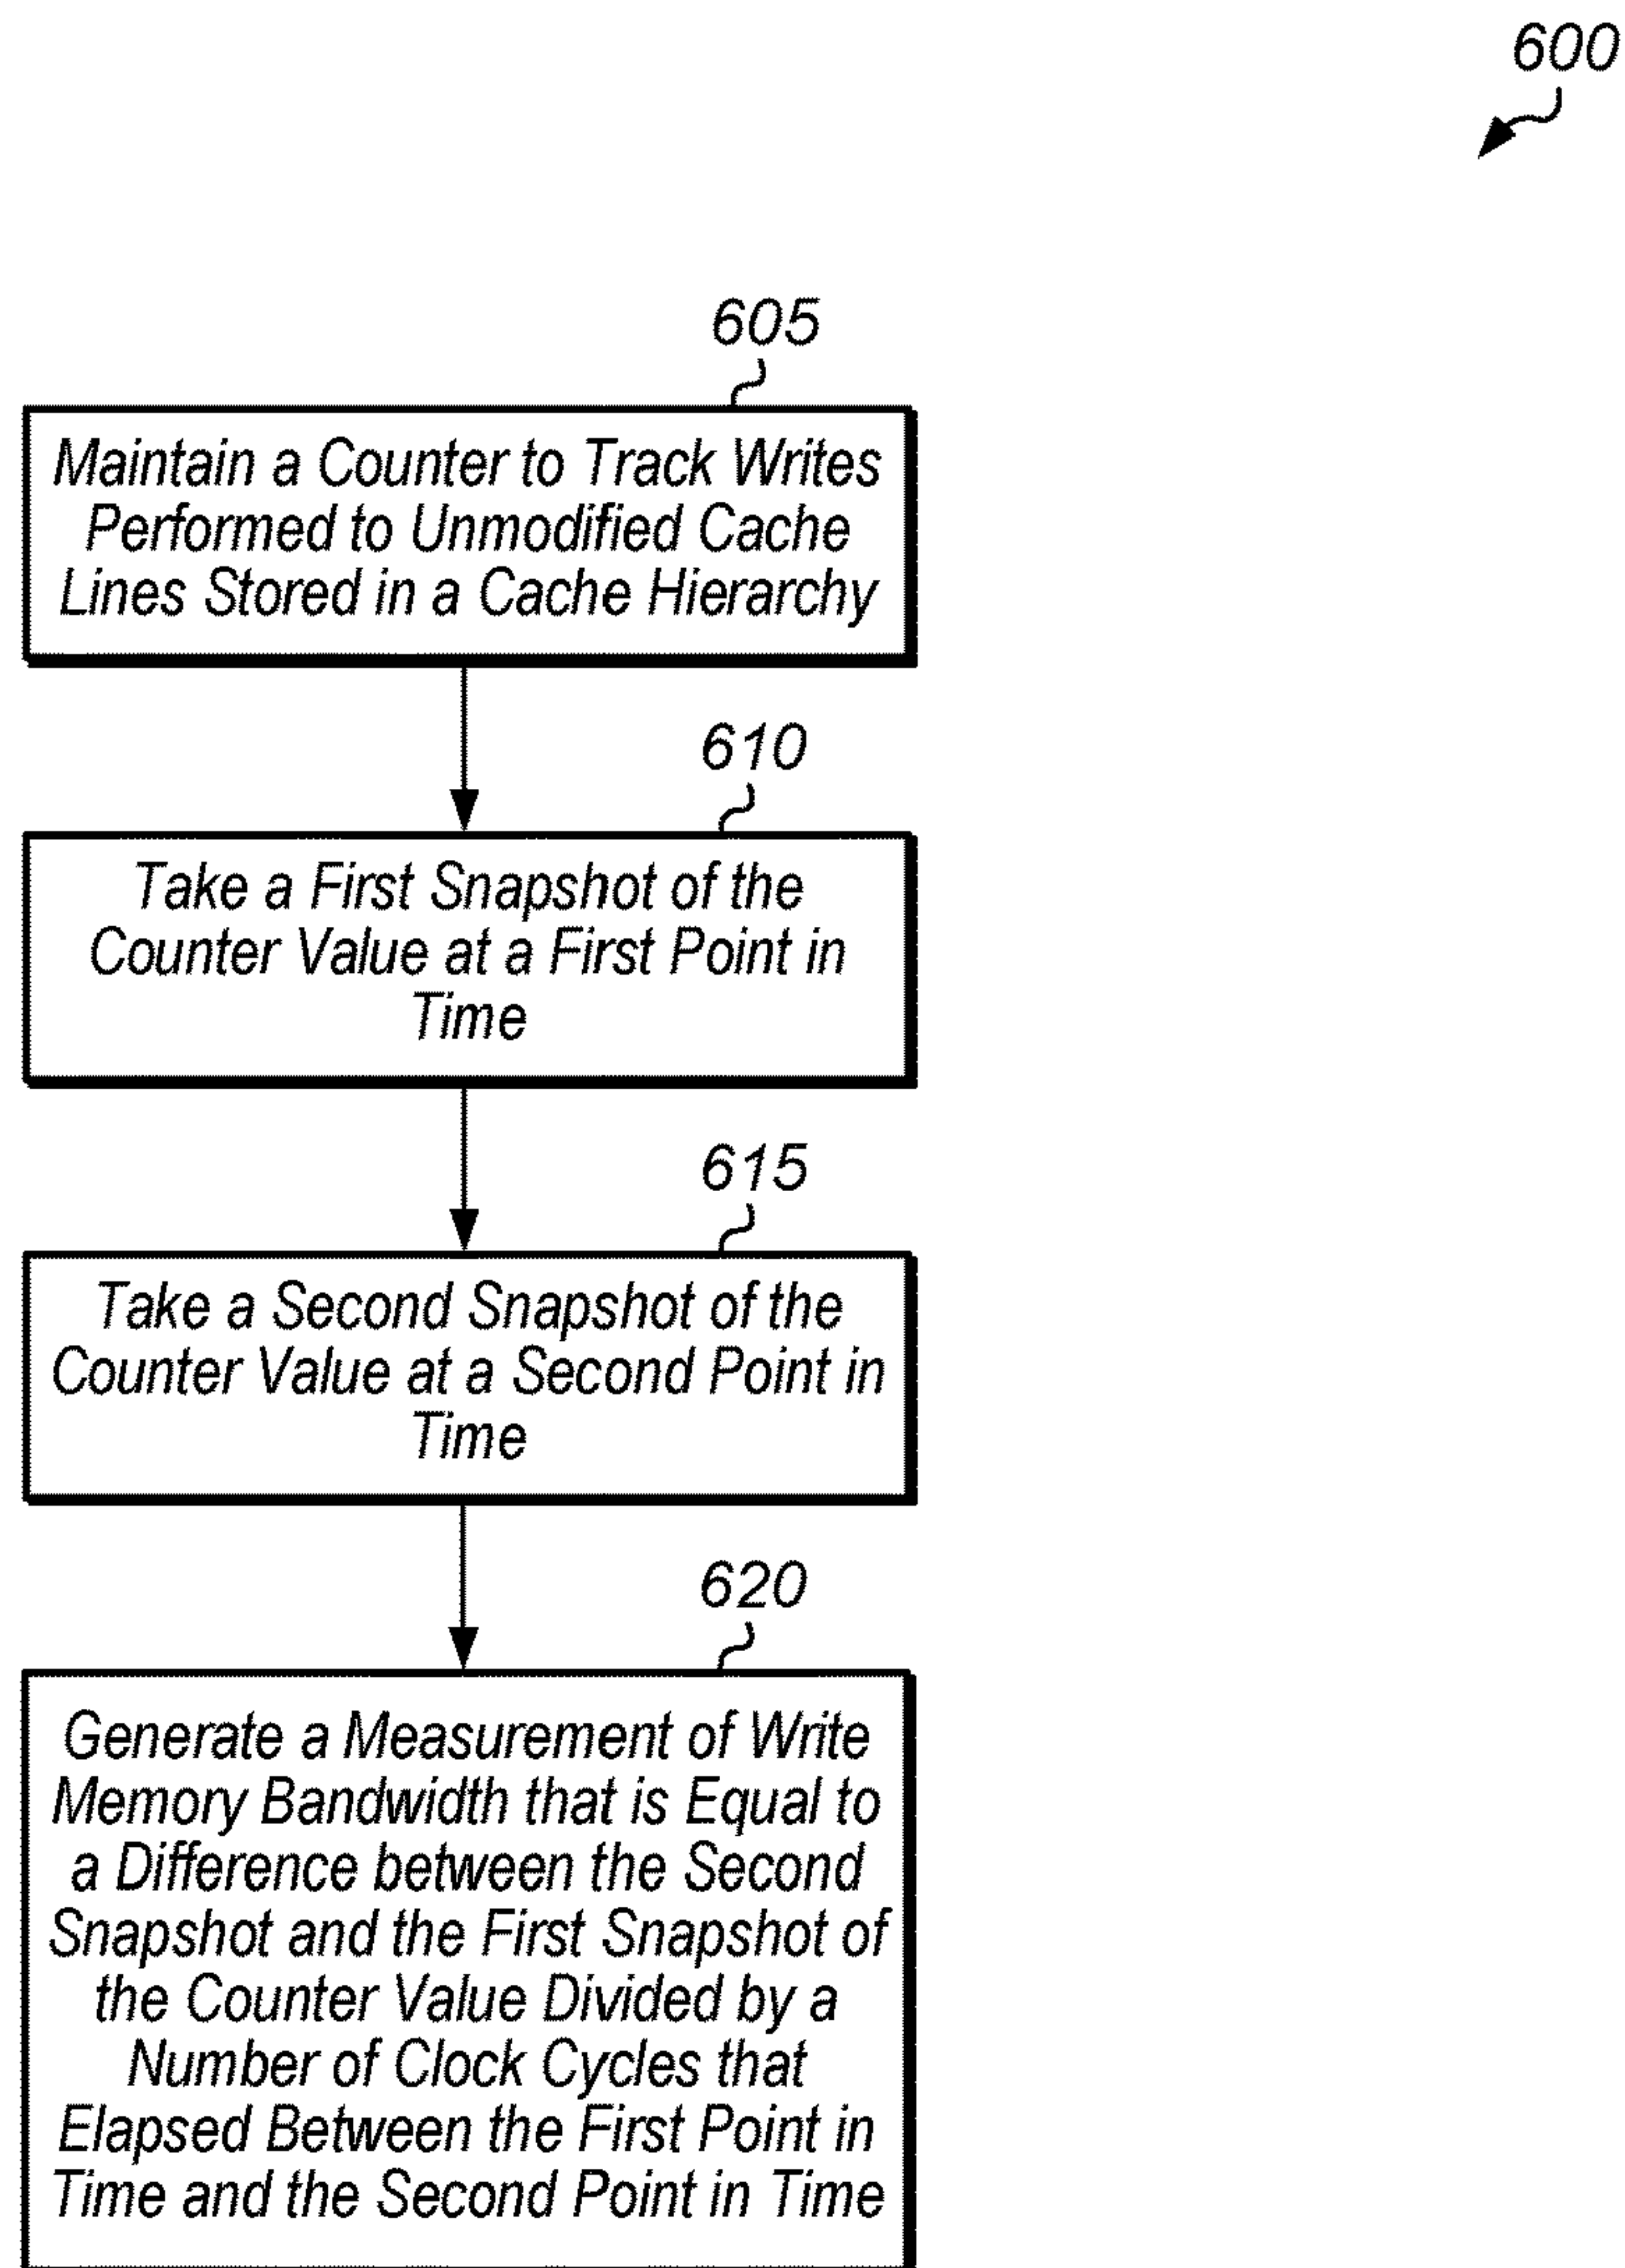 600
605
Maintain a Counter to Track Writes
Performed to Unmodified Cache
Lines Stored in a Cache Hierarchy
610
Take a First Snapshot of the
Counter Value at a First Point in
Time
615
Take a Second Snapshot of the
Counter Value at a Second Point in
Time
620
Generate a Measurement of Write
Memory Bandwidth that is Equal to
a Difference between the Second
Snapshot and the First Snapshot of
the Counter Value Divided by a
Number of Clock Cycles that
Elapsed Between the First Point in
Time and the Second Point in Time